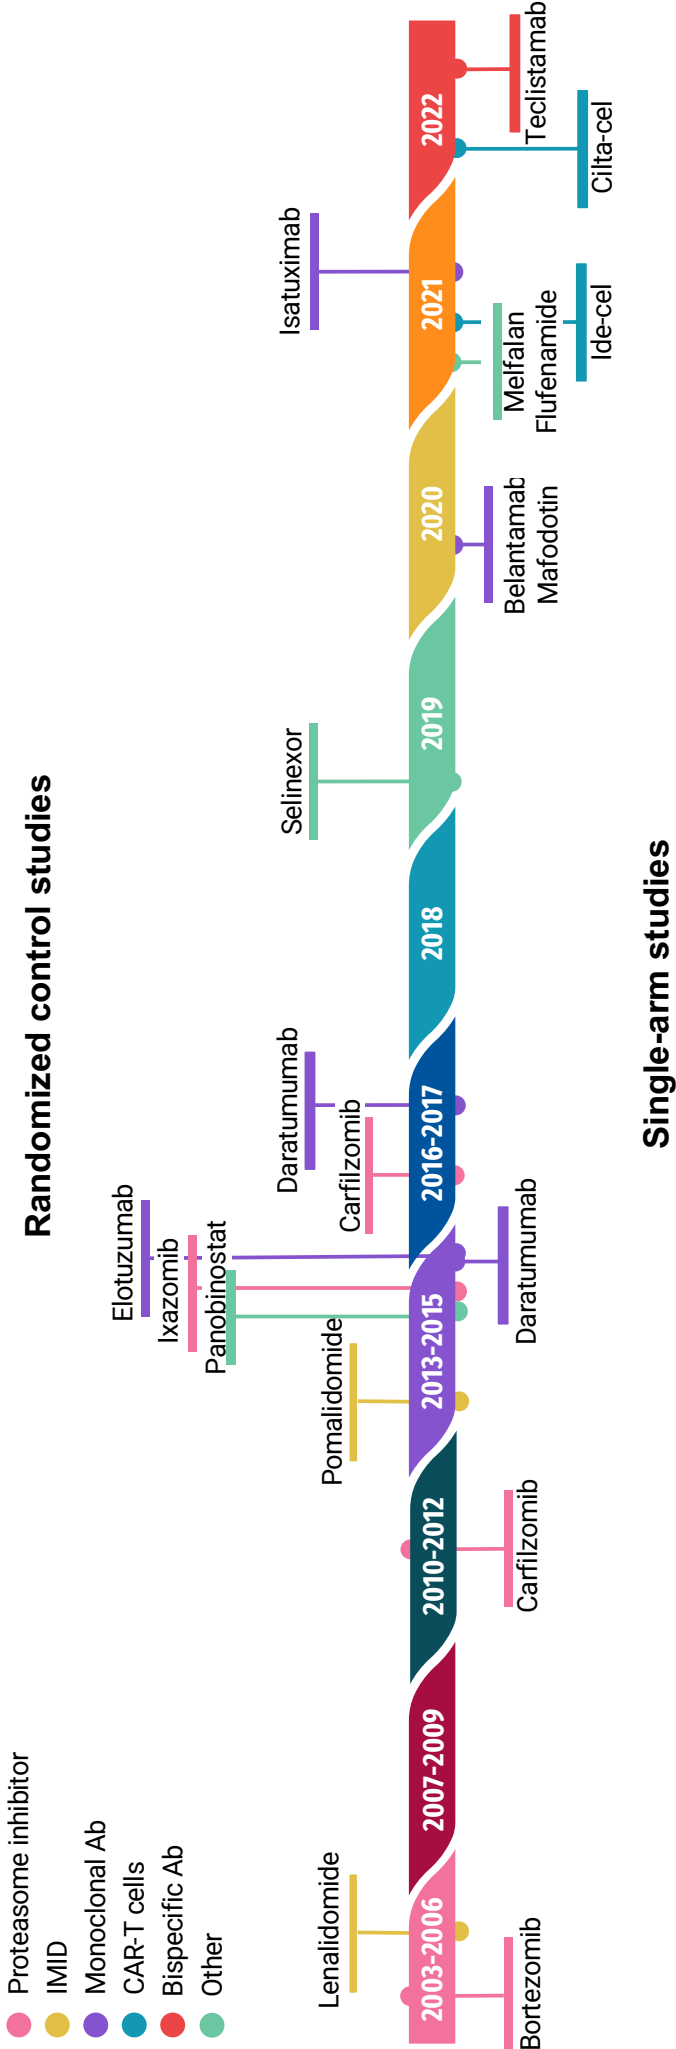 Proteasome inhibitor
IMID
Monoclonal Ab
CAR-T cells
Bispecific Ab
Other
Randomized control studies
Elotuzumab
Ixazomib
Panobinostat
Lenalidomide
Pomalidomide
Carfilzomib
Daratumumab
Selinexor
Isatuximab
2003-2006
2007-2009
2010-2012
2013-2015
2016-2017
2018
2019
2020
2021
2022
Bortezomib
Carfilzomib
Daratumumab
Belantamab
Mafodotin
Melfalan
Flufenamide
Ide-cel
Cilta-cel
Teclistamab
Single-arm studies